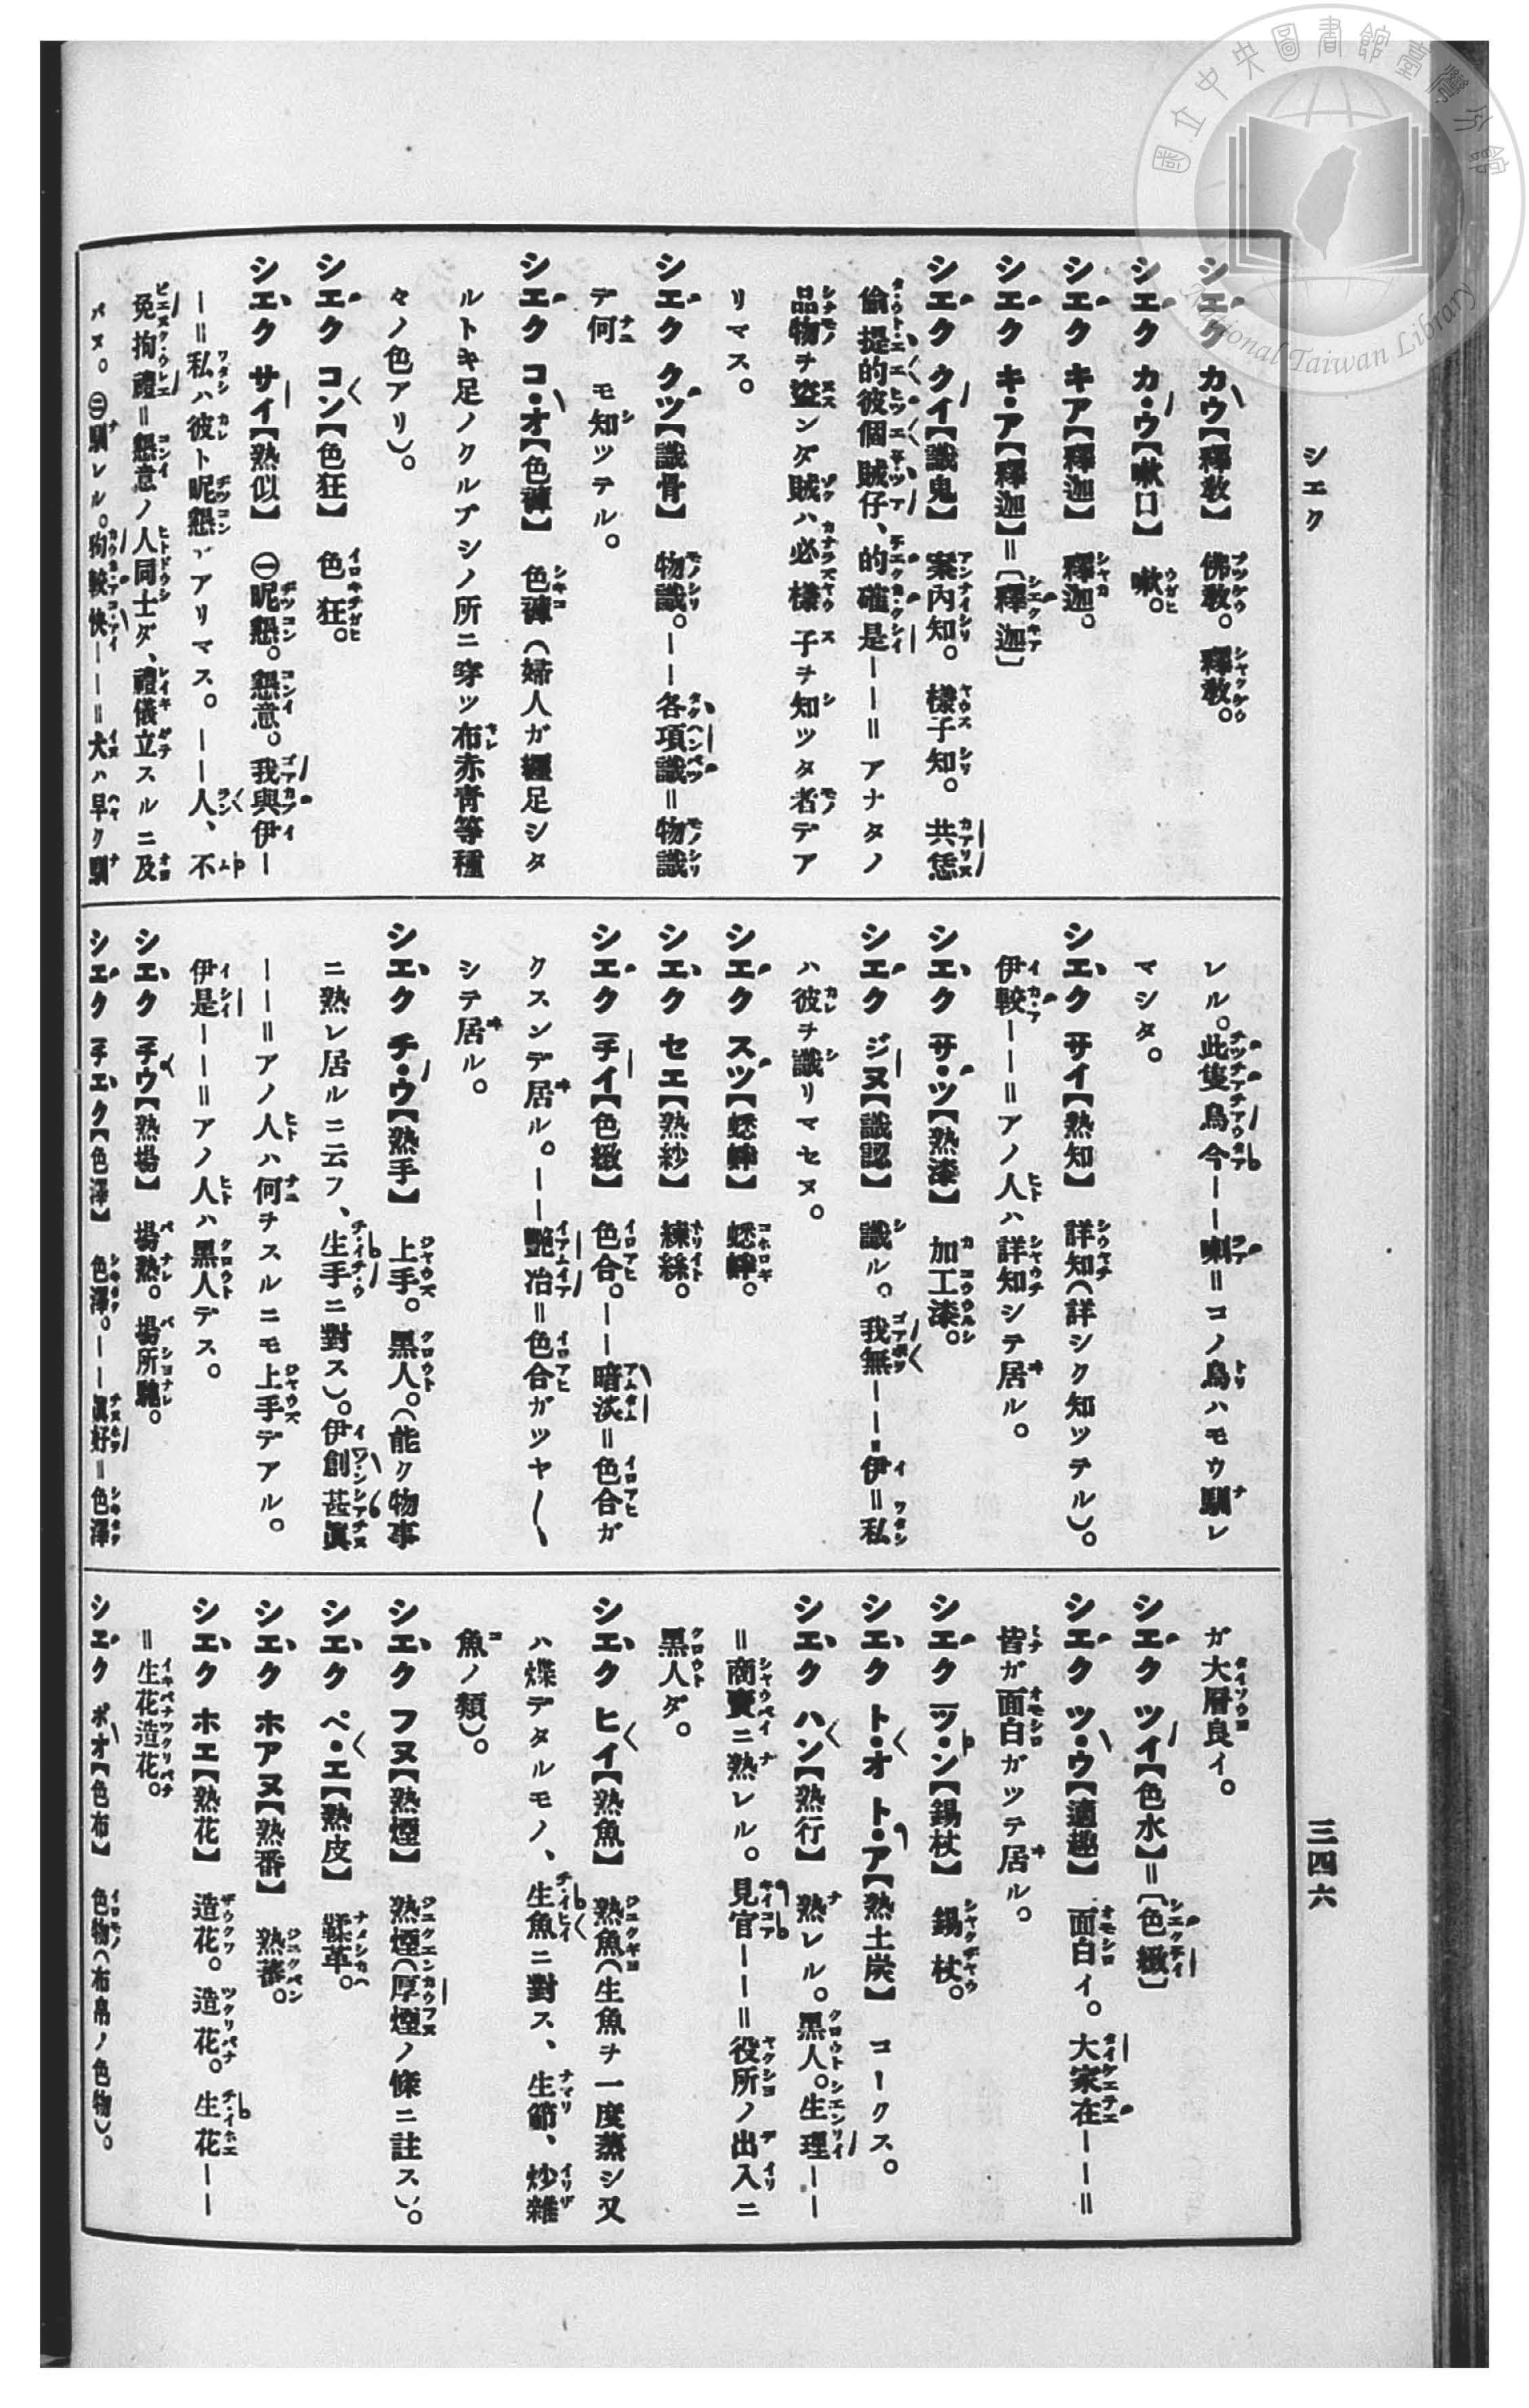 國立中央圖書館臺灣分館
National Taiwan Library
シエク
三四六
シエク カウ【釋教】 佛教。釋教。
シエク カ・ウ【嗽口】 嗽。
シエク キア【釋迦】 釋迦。
シエク キ・ア【釋迦】＝〔釋迦〕
シエク クイ【識鬼】 案内知。樣子知。共恁
偷提的彼個賊仔、的確是――＝アナタノ
品物ヲ盜ンダ賊ハ必樣子ヲ知ツタ者デア
リマス。
シエク クツ【識骨】 物識。――各項識＝物識
デ何モ知ツテル。
シエク コ・オ【色褲】 色褲（婦人ガ纏足シタ
ルトキ足ノクルブシノ所ニ穿ツ布赤青等種
々ノ色アリ）。
シエク コン【色狂】 色狂。
シエク サイ【熟似】 ㊀昵懇。懇意。我與伊―
―＝私ハ彼ト昵懇デアリマス。――人、不
免拘禮＝懇意ノ人同士ダ、禮儀立スルニ及
バヌ。㊁馴レル。狗較快――＝犬ハ早ク馴
レル。此隻鳥今――喇＝コノ鳥ハモウ馴レ
マシタ。
シエク サイ【熟知】 詳知（詳シク知ツテル）。
伊較――＝アノ人ハ詳知シテ居ル。
シエク サ・ツ【熟漆】 加工漆。
シエク ジヌ【識認】 識ル。我無――伊＝私
ハ彼ヲ識リマセヌ。
シエク スツ【蟋蟀】 蟋蟀。
シエク セエ【熟紗】 練絲。
シエク チイ【色緻】 色合。――暗淡＝色合ガ
クスンデ居ル。――艶冶＝色合ガツヤ〱
シテ居ル。
シエク チ・ウ【熟手】 上手。黒人。（能ク物事
ニ熟レ居ルニ云フ、生手ニ對ス）。伊創甚眞
――＝アノ人ハ何ヲスルニモ上手デアル。
伊是――＝アノ人ハ黒人デス。
シエク チウ【熟場】 場熟。場所馳。
シエク チエク【色澤】 色澤。――眞好＝色澤
ガ大層良イ。
シエク ツイ【色水】＝〔色緻〕
シエク ツ・ウ【適趣】 面白イ。大家在――＝
皆ガ面白ガツテ居ル。
シエク ツ・ン【錫杖】 錫杖。
シエク ト・オ ト・ア【熟土炭】 コークス。
シエク ハン【熟行】 熟レル。黒人。生理――
＝商賣ニ熟レル。見官――＝役所ノ出入ニ
黒人ダ。
シエク ヒイ【熟魚】 熟魚（生魚ヲ一度蒸シ又
ハ煠デタルモノ、生魚ニ對ス、生節、炒雜
魚ノ類）。
シエク フヌ【熟煙】 熟煙（厚煙ノ條ニ註ス）。
シエク ペ・エ【熟皮】 鞣革。
シエク ホアヌ【熟番】 熟蕃。
シエク ホエ【熟花】 造花。造花。生花――
＝生花造花。
シエク ポオ【色布】 色物（布帛ノ色物）。